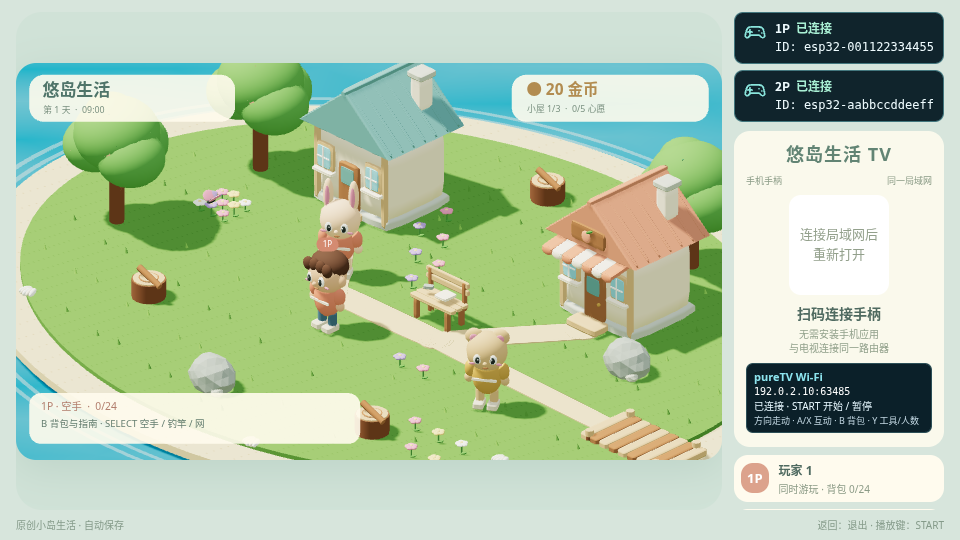 悠岛生活
第 1 天 · 09:00
20 金币
小屋 1/3 · 0/5 心愿
1P
1P · 空手 · 0/24
B 背包与指南 · SELECT 空手 / 钓竿 / 网
1P 已连接
ID: esp32-001122334455
2P 已连接
ID: esp32-aabbccddeeff
悠岛生活 TV
手机手柄
同一局域网
连接局域网后
重新打开
扫码连接手柄
无需安装手机应用
与电视连接同一路由器
pureTV Wi-Fi
192.0.2.10:63485
已连接 · START 开始 / 暂停
方向走动 · A/X 互动 · B 背包 · Y 工具/人数
1P
玩家 1
同时游玩 · 背包 0/24
原创小岛生活 · 自动保存
返回: 退出 · 播放键: START